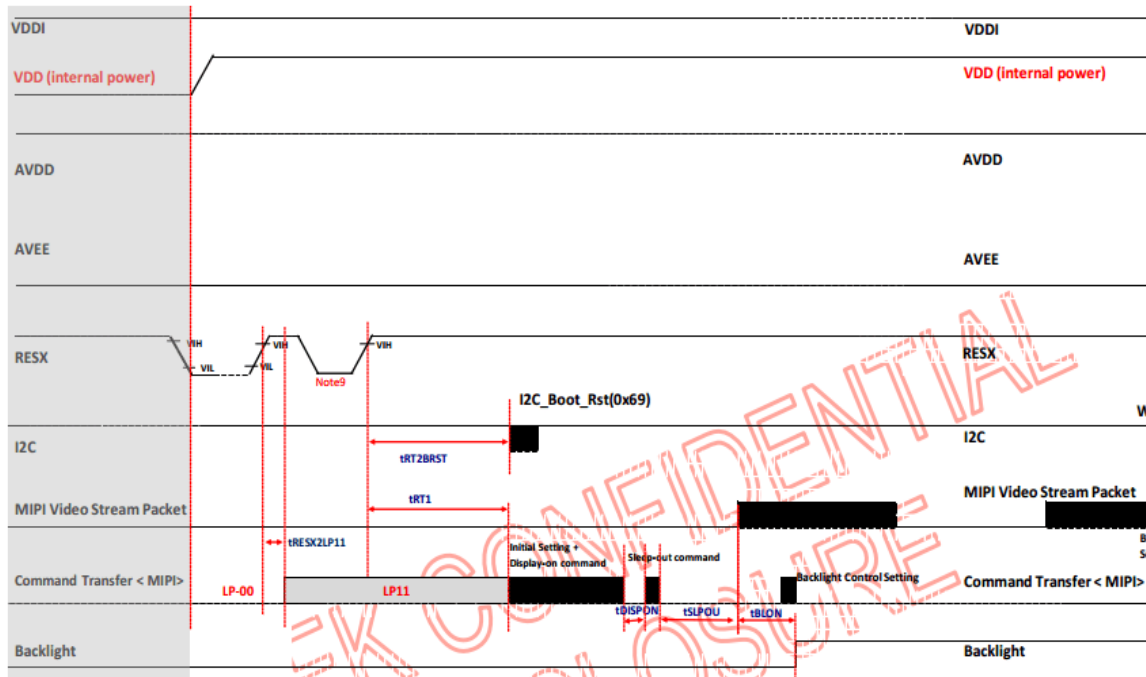 VDDI
VDDI
VDD (internal power)
VDD (internal power)
AVDD
AVDD
AVEE
AVEE
RESX
VIH
VIL
VIH
VIL
VIH
Note9
RESX
I2C_Boot_Rst(0x69)
W
I2C
I2C
tRT2BRST
MIPI Video Stream Packet
MIPI Video Stream Packet
tRT1
tRESX2LP11
Initial Setting +
Display-on command
Sleep-out command
B
S
Command Transfer < MIPI>
LP-00
LP11
Backlight Control Setting
Command Transfer < MIPI>
tDISPON
tSLPOU
tBLON
Backlight
Backlight
EK CONFIDENTIAL
LOSURE